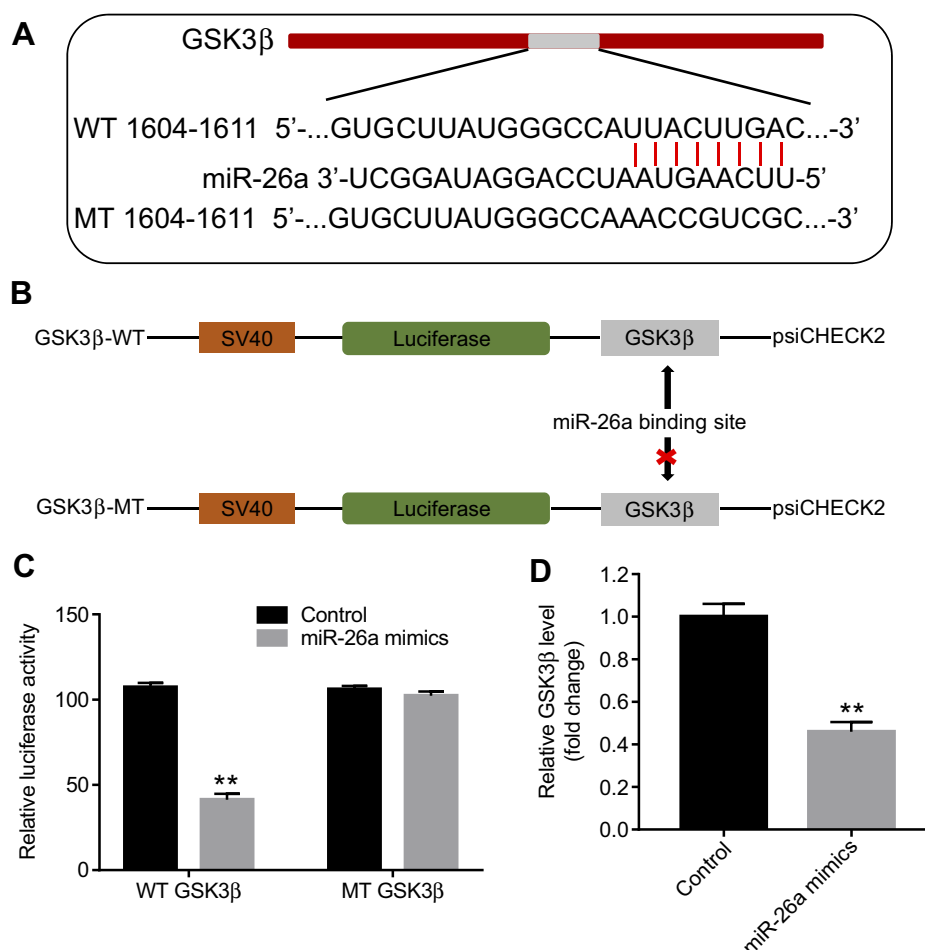 A
GSK3β
WT 1604-1611 5’-...GUGCUUAUGGGCCAUUACUUGAC...-3’
miR-26a 3’-UCGGAUAGGACCUAAUGAACUU-5’
MT 1604-1611 5’-...GUGCUUAUGGGCCAAACCGUCGC...-3’
B
GSK3β-WT SV40 Luciferase GSK3β psiCHECK2
miR-26a binding site
GSK3β-MT SV40 Luciferase GSK3β psiCHECK2
C
Relative luciferase activity
150
100
50
0
Control
miR-26a mimics
**
WT GSK3β MT GSK3β
D
Relative GSK3β level
(fold change)
1.2
1.0
0.8
0.6
0.4
0.2
0.0
**
Control
miR-26a mimics